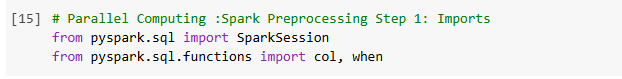 [15] # Parallel Computing :Spark Preprocessing Step 1: Imports
from pyspark.sql import SparkSession
from pyspark.sql.functions import col, when